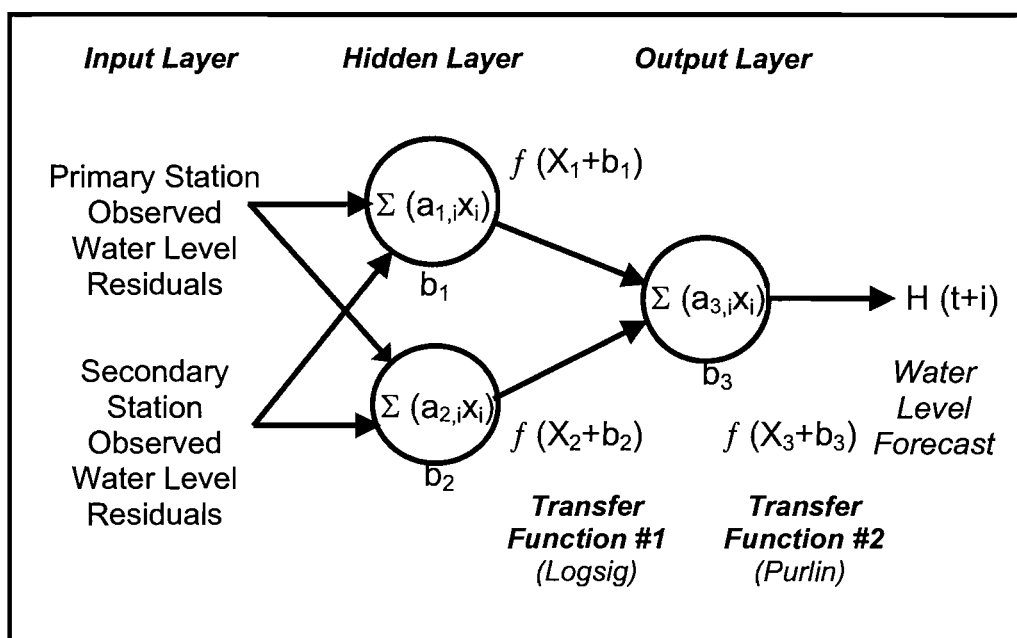 Input Layer
Hidden Layer
Output Layer
Primary Station
Observed
Water Level
Residuals
Secondary
Station
Observed
Water Level
Residuals
Σ (a1,ixi)
b1
f (X1+b1)
Σ (a2,ixi)
b2
f (X2+b2)
Σ (a3,ixi)
b3
f (X3+b3)
H (t+i)
Water
Level
Forecast
Transfer
Function #1
(Logsig)
Transfer
Function #2
(Purlin)